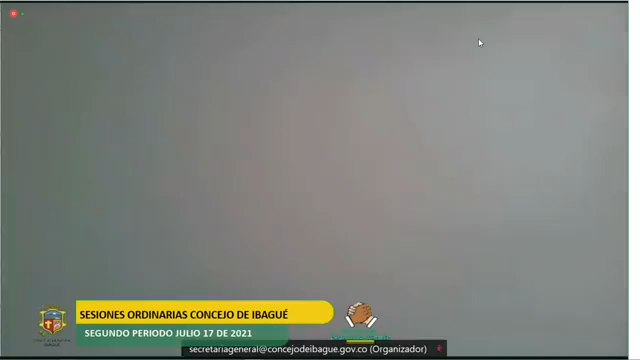 SESIONES ORDINARIAS CONCEJO DE IBAGUÉ
SEGUNDO PERIODO JULIO 17 DE 2021
secretariageneral@concejodeibague.gov.co (Organizador)